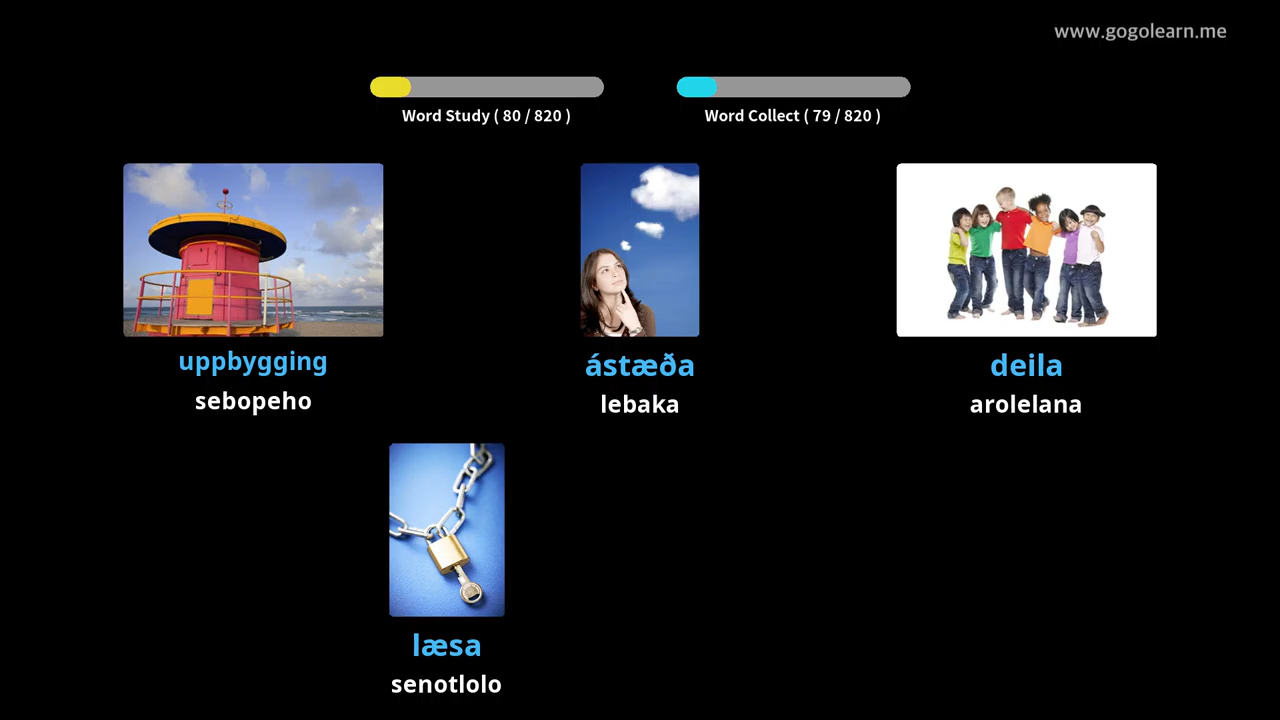 www.gogolearn.me
Word Study ( 80 / 820 )
Word Collect ( 79 / 820 )
uppbygging
sebopeho
ástæða
lebaka
deila
arolelana
læsa
senotlolo